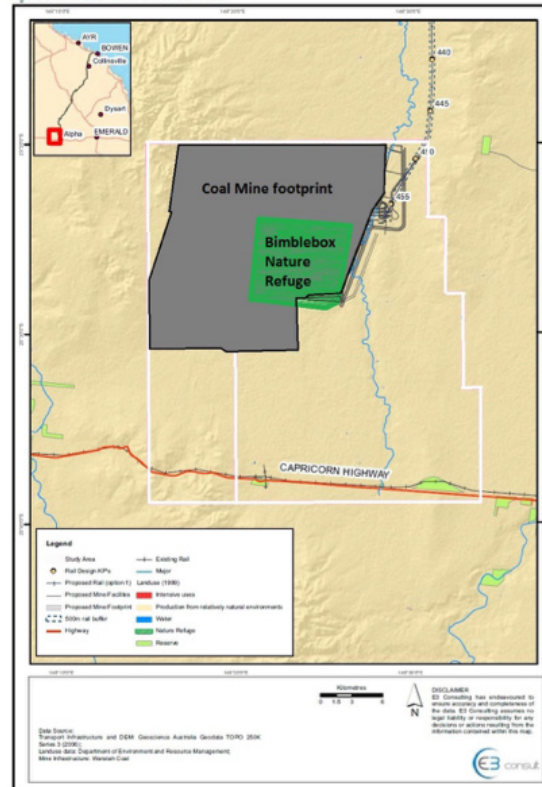 AYR
BOWEN
Collinsville
Dysart
Alpha
EMERALD
440
445
455
Coal Mine footprint
Bimblebox
Nature
Refuge
CAPRICORN HIGHWAY
Legend
Study Area
Rail Design KP's
Proposed Rail (option 1)
Proposed Mine Facilities
Proposed Mine Footprint
500m rail buffer
Highway
Existing Rail
Major
Landuse (1999)
Intensive uses
Production from relatively natural environments
Water
Nature Refuge
Reserve
Kilometres
0 1.5 3 6
N
DISCLAIMER
E3 Consulting has endeavoured to
ensure accuracy and completeness of
the data. E3 Consulting assumes no
legal liability or responsibility for any
decisions or actions resulting from the
information contained within this map.
Data Source:
Transport Infrastructure and DEM: Geoscience Australia Geodata TOPO 250K
Series 3 (2006);
Landuse data: Department of Environment and Resource Management;
Mine Infrastructure: Waratah Coal
E3 consult